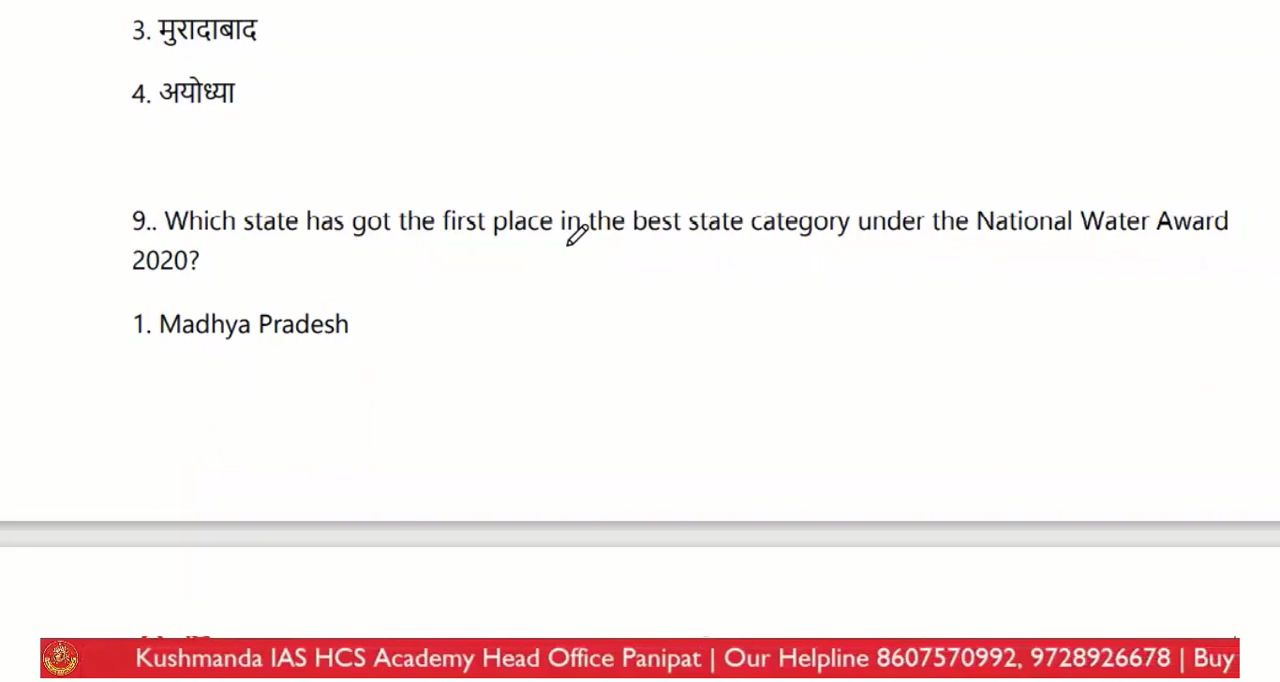 3. मुरादाबाद
4. अयोध्या
9.. Which state has got the first place in the best state category under the National Water Award
2020?
1. Madhya Pradesh
Kushmanda IAS HCS Academy Head Office Panipat | Our Helpline 8607570992, 9728926678 | Buy